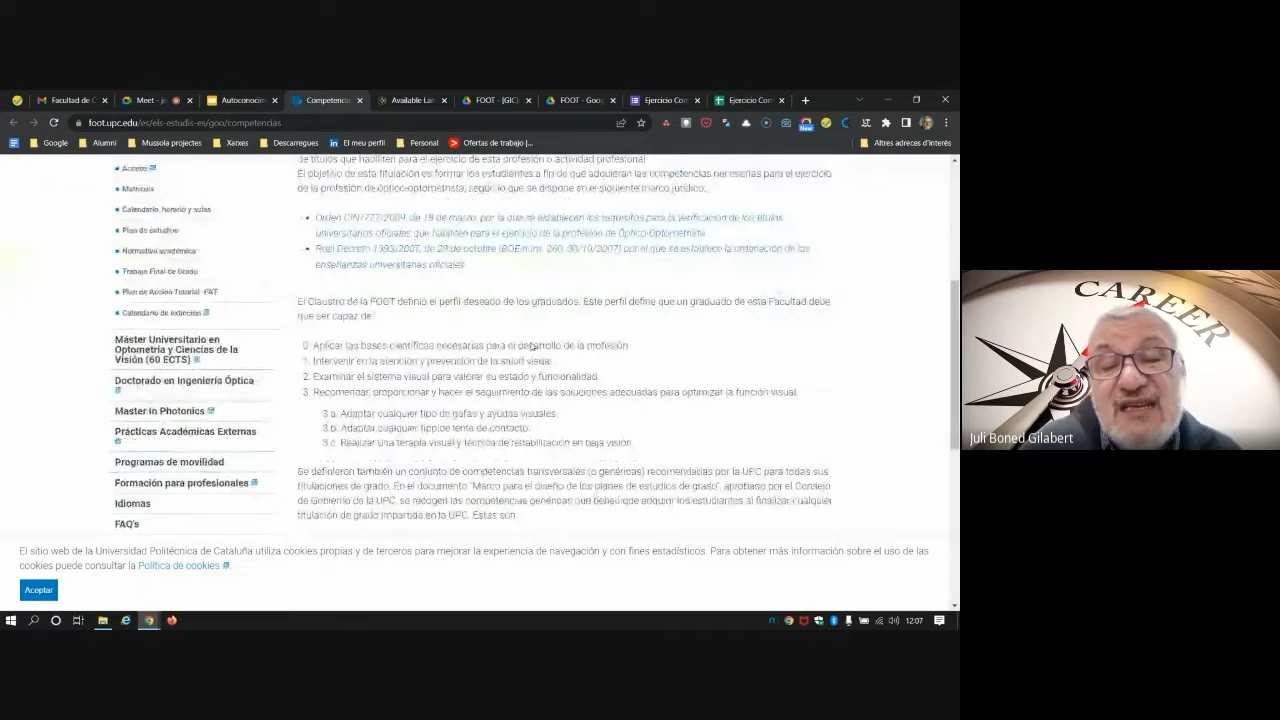 Facultad de
Meet - j
Autoconocim
Competencia
Available Lan
FOOT - [GIC]
FOOT - Goog
Ejercicio Com
Ejercicio Com
foot.upc.edu/es/els-estudis-es/goo/competencias
New
Google
Alumni
Mussola projectes
Xarxes
Descarregues
El meu perfil
Personal
Ofertas de trabajo |...
Altres adreces d'interès
Acceso
Matrícula
Calendario, horario y aulas
Plan de estudios
Normativa académica
Trabajo Final de Grado
Plan de Acción Tutorial -PAT
Calendario de extinción
Máster Universitario en
Optometría y Ciencias de la
Visión (60 ECTS)
Doctorado en Ingeniería Óptica
Master in Photonics
Prácticas Académicas Externas
Programas de movilidad
Formación para profesionales
Idiomas
FAQ's
de títulos que habiliten para el ejercicio de esta profesión o actividad profesional
El objetivo de esta titulación es formar los estudiantes a fin de que adquieran las competencias necesarias para el ejercicio
de la profesión de óptico-optometrista, según lo que se dispone en el siguiente marco jurídico:
Orden CIN/727/2009, de 18 de marzo, por la que se establecen los requisitos para la verificación de los títulos
universitarios oficiales que habiliten para el ejercicio de la profesión de Óptico-Optometrista
Real Decreto 1393/2007, de 29 de octubre (BOE núm. 260, 30/10/2007) por el que se establece la ordenación de las
enseñanzas universitarias oficiales
El Claustro de la FOOT definió el perfil deseado de los graduados. Este perfil define que un graduado de esta Facultad debe
que ser capaz de:
0. Aplicar las bases científicas necesarias para el desarrollo de la profesión
1. Intervenir en la atención y prevención de la salud visual
2. Examinar el sistema visual para valorar su estado y funcionalidad
3. Recomendar, proporcionar y hacer el seguimiento de las soluciones adecuadas para optimizar la función visual:
3.a. Adaptar cualquier tipo de gafas y ayudas visuales.
3.b. Adaptar cualquier tipo de lente de contacto.
3.c. Realizar una terapia visual y técnica de rehabilitación en baja visión
Se definieron también un conjunto de competencias transversales (o genéricas) recomendadas por la UPC para todas sus
titulaciones de grado. En el documento "Marco para el diseño de los planes de estudios de grado", aprobado por el Consejo
de Gobierno de la UPC, se recogen las competencias genéricas que tienen que adquirir los estudiantes al finalizar cualquier
titulación de grado impartida en la UPC. Éstas son
El sitio web de la Universidad Politécnica de Cataluña utiliza cookies propias y de terceros para mejorar la experiencia de navegación y con fines estadísticos. Para obtener más información sobre el uso de las
cookies puede consultar la Política de cookies
Aceptar
12:07
CAREER
Juli Boned Gilabert